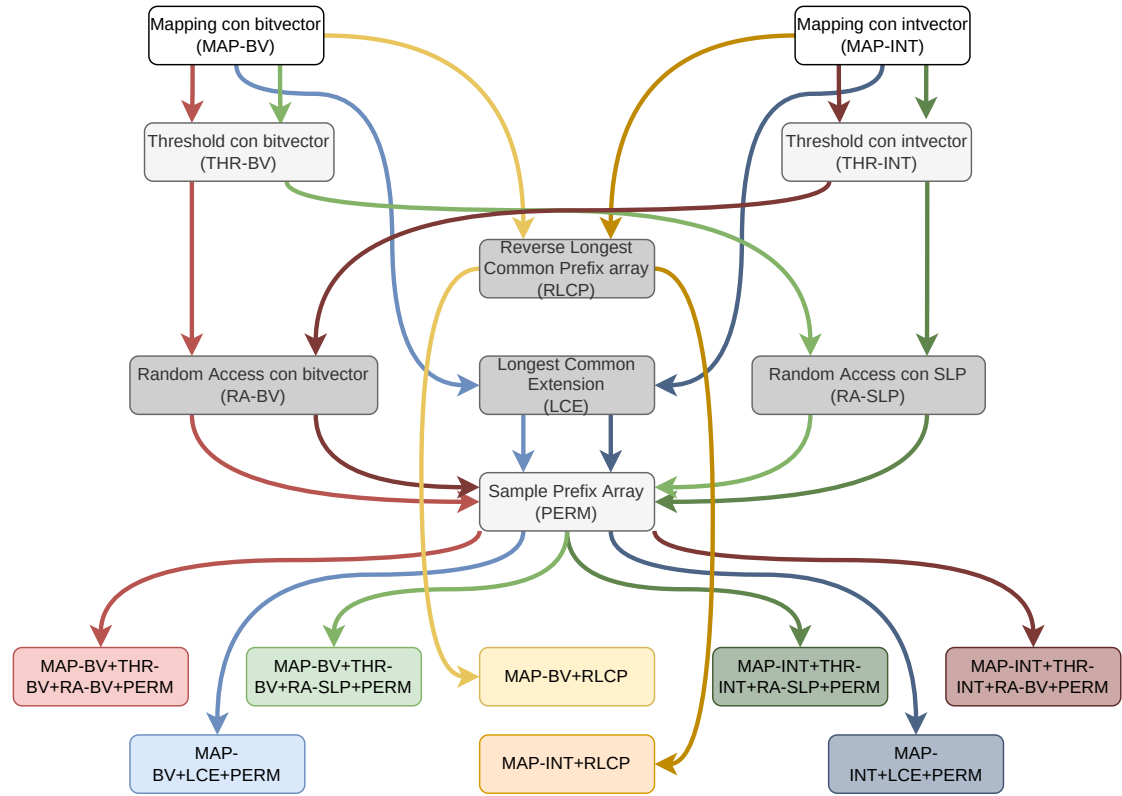 Mapping con bitvector
(MAP-BV)
Mapping con intvector
(MAP-INT)
Threshold con bitvector
(THR-BV)
Threshold con intvector
(THR-INT)
Reverse Longest
Common Prefix array
(RLCP)
Random Access con bitvector
(RA-BV)
Longest Common
Extension
(LCE)
Random Access con SLP
(RA-SLP)
Sample Prefix Array
(PERM)
MAP-BV+THR-
BV+RA-BV+PERM
MAP-BV+THR-
BV+RA-SLP+PERM
MAP-BV+RLCP
MAP-INT+THR-
INT+RA-SLP+PERM
MAP-INT+THR-
INT+RA-BV+PERM
MAP-
BV+LCE+PERM
MAP-INT+RLCP
MAP-
INT+LCE+PERM